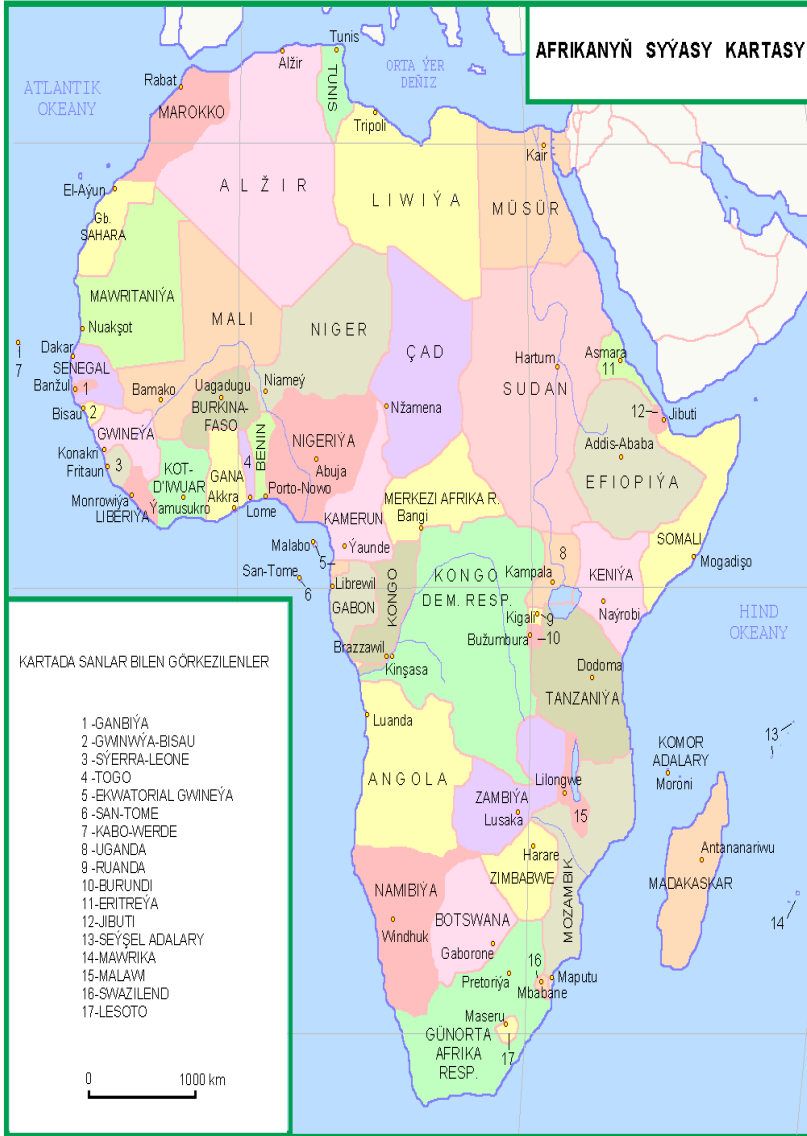 AFRIKANYŇ SYÝASY KARTASY
ATLANTIK
OKEANY
ORTA ÝER
DEŇIZ
HIND
OKEANY
Tunis
Alžir
TUNIS
Rabat
MAROKKO
Tripoli
Kair
ALŽIR
LIWIÝA
MÜSÜR
El-Aýun
Gb.
SAHARA
MAWRITANIÝA
Nuakşot
MALI
NIGER
ÇAD
SUDAN
Hartum
Asmara
11
7
Dakar
SENEGAL
Banžul
1
Bisau
2
Bamako
Uagadugu
BURKINA-
FASO
Niameý
Nžamena
12
Jibuti
Addis-Ababa
EFIOPIÝA
GWINEÝA
Konakri
Fritaun
3
Monrowiýa
LIBERIÝA
KOT-
D'IWUAR
Ýamusukro
GANA
Akkra
4
BENIN
Lome
Porto-Nowo
NIGERIÝA
Abuja
KAMERUN
Ýaunde
MERKEZI AFRIKA R.
Bangi
SOMALI
Mogadişo
Malabo
5
San-Tome
6
Librewil
GABON
KONGO
KONGO
DEM. RESP.
8
Kampala
KENIÝA
Naýrobi
Kigali
9
Bužumbura
10
Brazzawil
Kinşasa
Dodoma
TANZANIÝA
Luanda
ANGOLA
ZAMBIÝA
Lusaka
Lilongwe
15
KOMOR
ADALARY
Moroni
13
Harare
ZIMBABWE
MOZAMBIK
Antananariwu
MADAKASKAR
14
NAMIBIÝA
Windhuk
BOTSWANA
Gaborone
Pretoriýa
16
Maputu
Mbabane
Maseru
17
GÜNORTA
AFRIKA
RESP.
KARTADA SANLAR BILEN GÖRKEZILENLER
1 -GANBIÝA
2 -GWINWÝA-BISAU
3 -SÝERRA-LEONE
4 -TOGO
5 -EKWATORIAL GWINEÝA
6 -SAN-TOME
7 -KABO-WERDE
8 -UGANDA
9 -RUANDA
10-BURUNDI
11-ERITREÝA
12-JIBUTI
13-SEÝŞEL ADALARY
14-MAWRIKA
15-MALAWI
16-SWAZILEND
17-LESOTO
0 1000 km